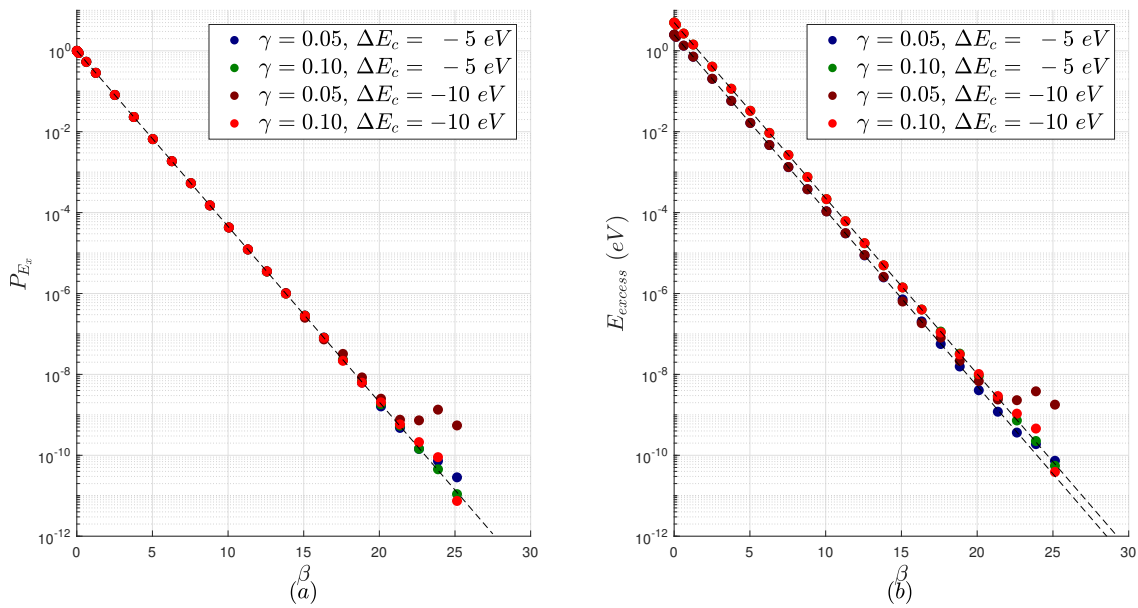 γ = 0.05, ΔE_c = − 5 eV
γ = 0.10, ΔE_c = − 5 eV
γ = 0.05, ΔE_c = −10 eV
γ = 0.10, ΔE_c = −10 eV
10^0
10^-2
10^-4
10^-6
10^-8
10^-10
10^-12
P_{E_x}
0 5 10 15 20 25 30
β
(a)
γ = 0.05, ΔE_c = − 5 eV
γ = 0.10, ΔE_c = − 5 eV
γ = 0.05, ΔE_c = −10 eV
γ = 0.10, ΔE_c = −10 eV
10^0
10^-2
10^-4
10^-6
10^-8
10^-10
10^-12
E_{excess} (eV)
0 5 10 15 20 25 30
β
(b)